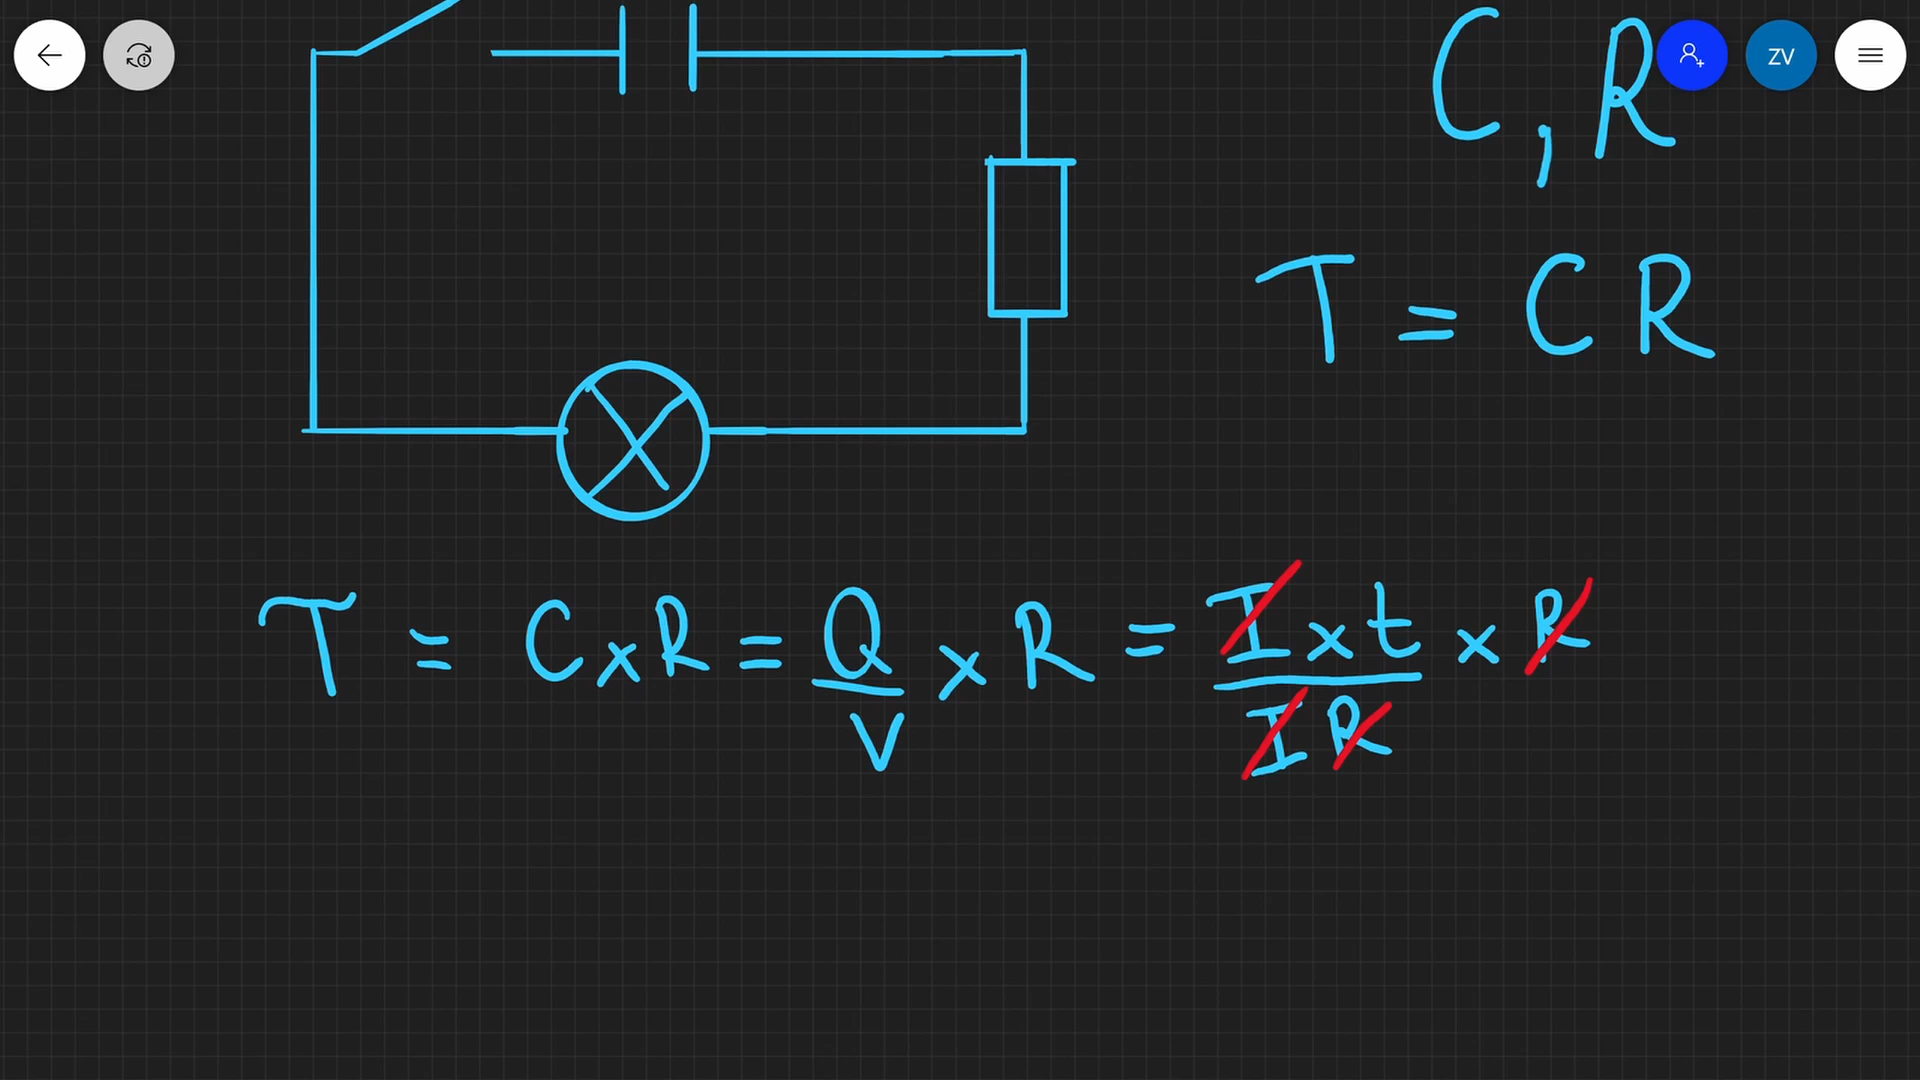 C, R
ZV
T = CR
T = C x R = Q/V x R = I x t/IR x R